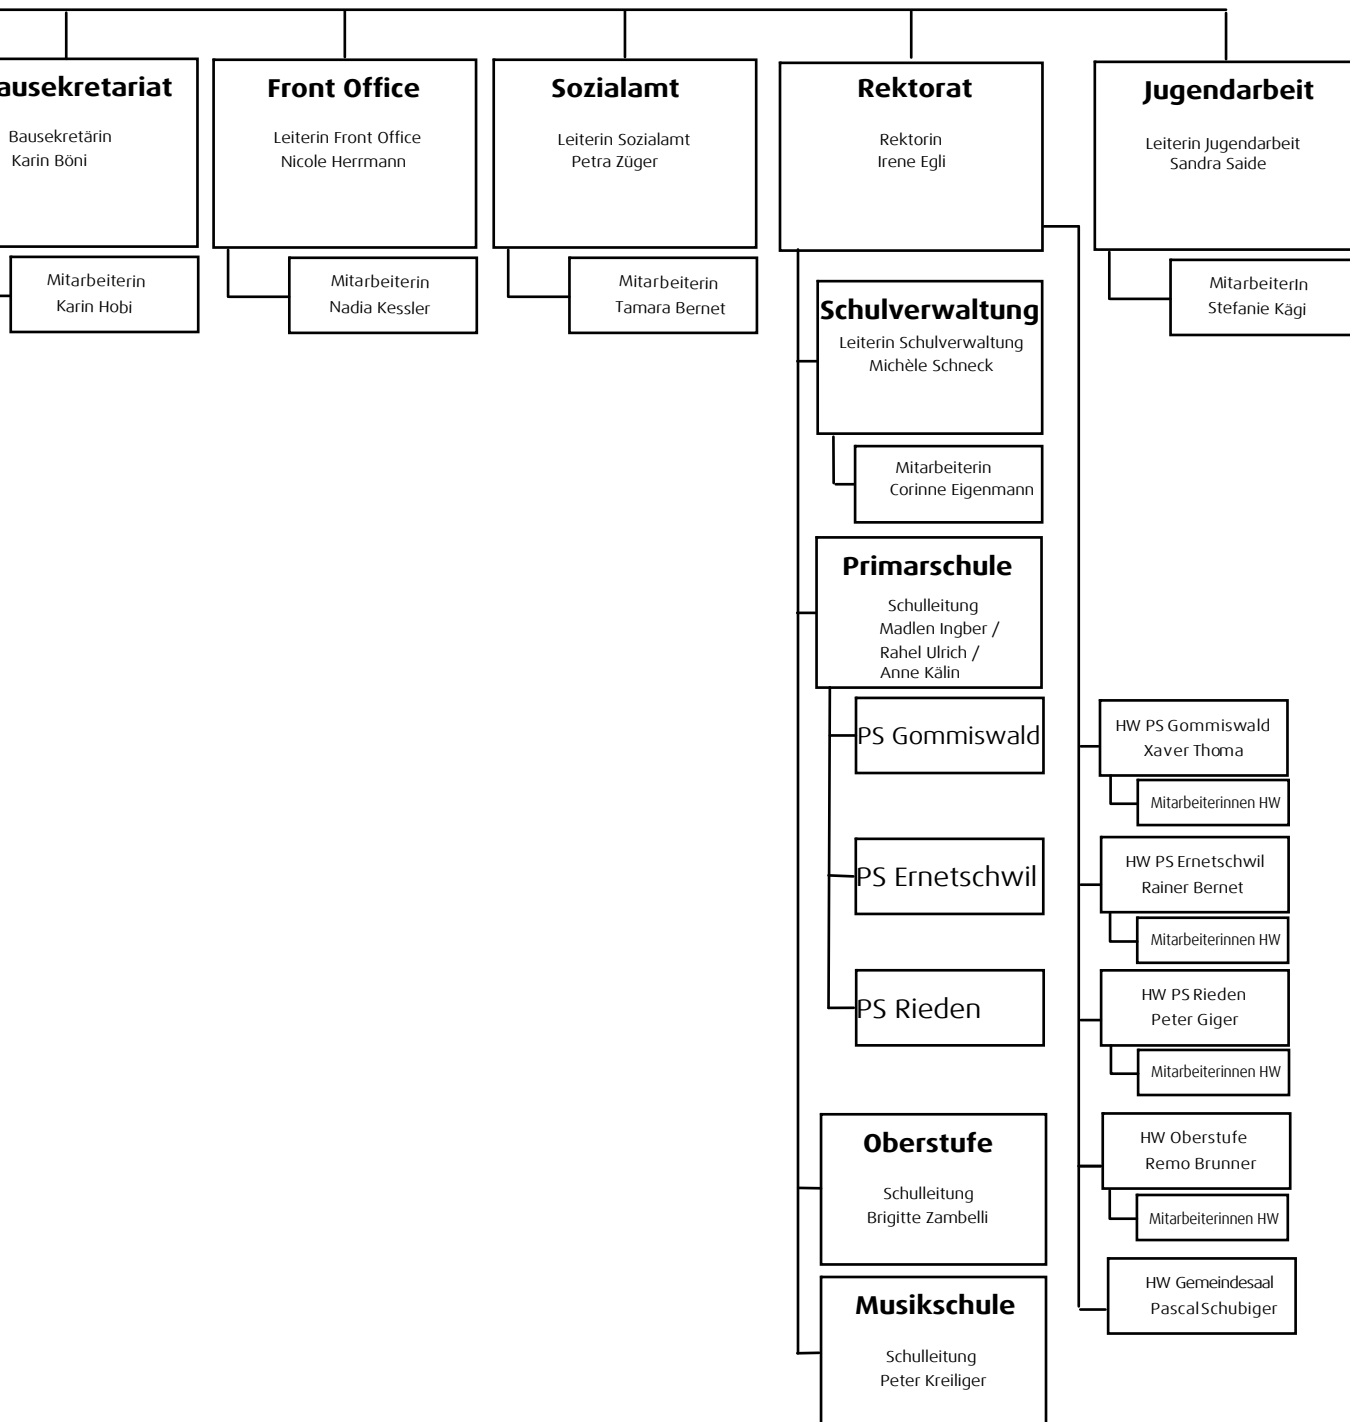 ausekretariat
Bausekretärin
Karin Böni
Mitarbeiterin
Karin Hobi
Front Office
Leiterin Front Office
Nicole Herrmann
Mitarbeiterin
Nadia Kessler
Sozialamt
Leiterin Sozialamt
Petra Züger
Mitarbeiterin
Tamara Bernet
Rektorat
Rektorin
Irene Egli
Schulverwaltung
Leiterin Schulverwaltung
Michèle Schneck
Mitarbeiterin
Corinne Eigenmann
Primarschule
Schulleitung
Madlen Ingber /
Rahel Ulrich /
Anne Kälin
PS Gommiswald
PS Ernetschwil
PS Rieden
Oberstufe
Schulleitung
Brigitte Zambelli
Musikschule
Schulleitung
Peter Kreiliger
HW PS Gommiswald
Xaver Thoma
Mitarbeiterinnen HW
HW PS Ernetschwil
Rainer Bernet
Mitarbeiterinnen HW
HW PS Rieden
Peter Giger
Mitarbeiterinnen HW
HW Oberstufe
Remo Brunner
Mitarbeiterinnen HW
HW Gemeindesaal
Pascal Schubiger
Jugendarbeit
Leiterin Jugendarbeit
Sandra Saide
MitarbeiterIn
Stefanie Kägi